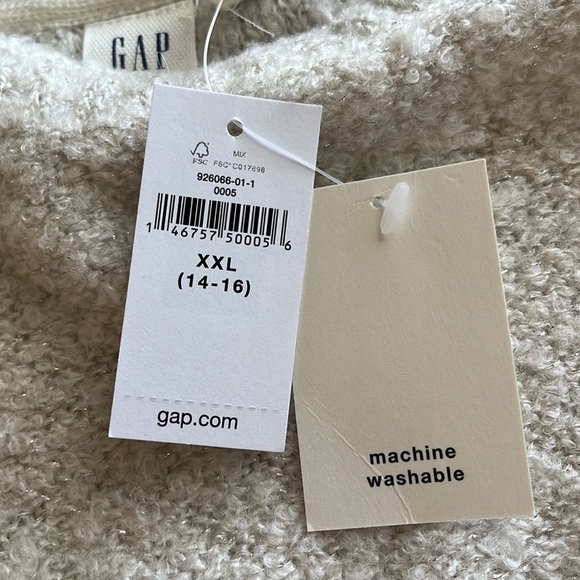 GAP
FSC
MIX
FSC® C017698
926066-01-1
0005
1 46757 50005 6
XXL
(14-16)
gap.com
machine
washable